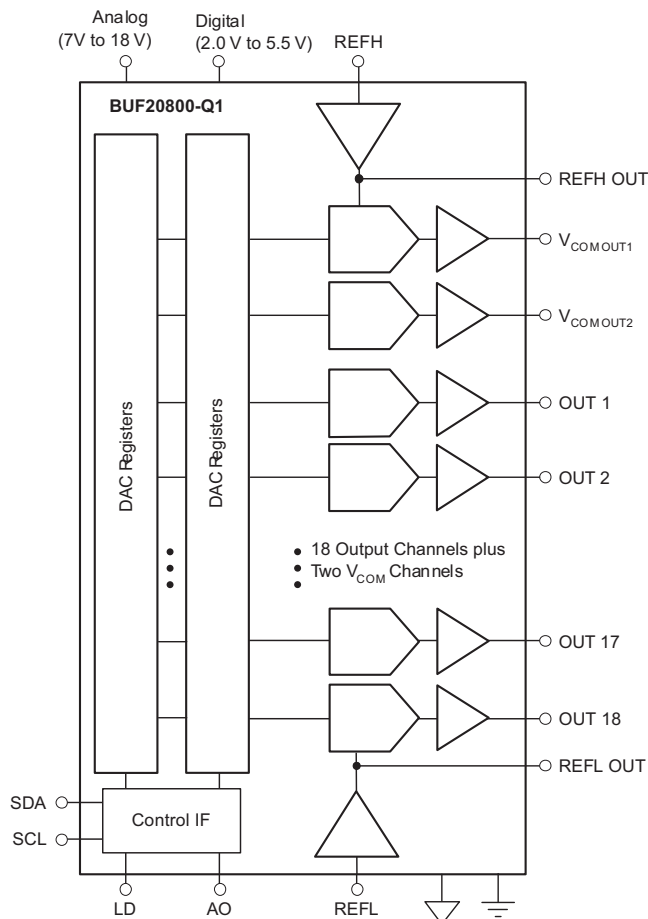 Analog
(7V to 18 V)
Digital
(2.0 V to 5.5 V)
REFH
BUF20800-Q1
REFH OUT
VCOMOUT1
VCOMOUT2
OUT 1
OUT 2
DAC Registers
DAC Registers
18 Output Channels plus
Two VCOM Channels
OUT 17
OUT 18
REFL OUT
SDA
SCL
Control IF
LD
AO
REFL